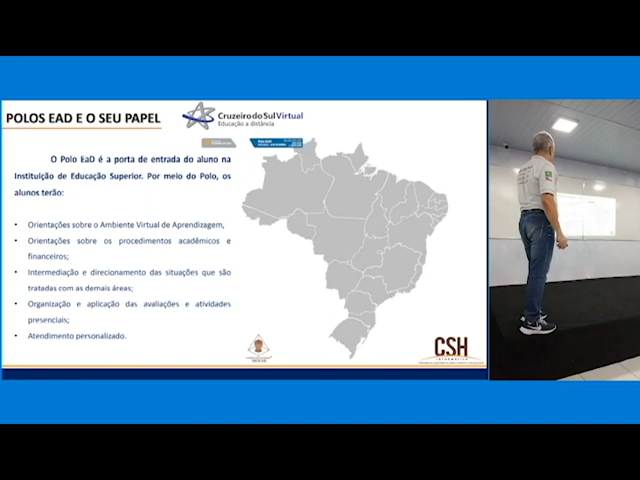 POLOS EAD E O SEU PAPEL
Cruzeiro do Sul Virtual
Educação a distância
O Polo EaD é a porta de entrada do aluno na
Instituição de Educação Superior. Por meio do Polo, os
alunos terão:
• Orientações sobre o Ambiente Virtual de Aprendizagem,
• Orientações sobre os procedimentos acadêmicos e
financeiros;
• Intermediação e direcionamento das situações que são
tratadas com as demais áreas;
• Organização e aplicação das avaliações e atividades
presenciais;
• Atendimento personalizado.
CSH
INFORMÁTICA